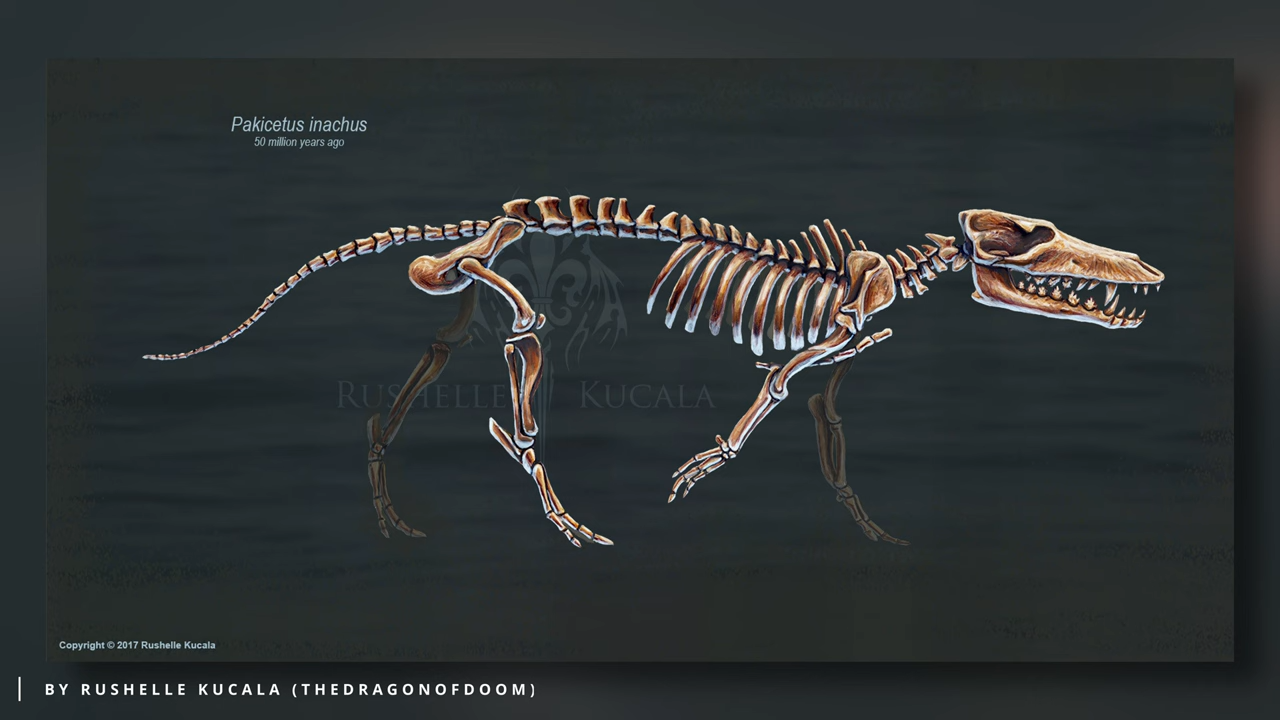 Pakicetus inachus
50 million years ago
RUSHELLE KUCALA
Copyright © 2017 Rushelle Kucala
BY RUSHELLE KUCALA (THEDRAGONOFDOOM)